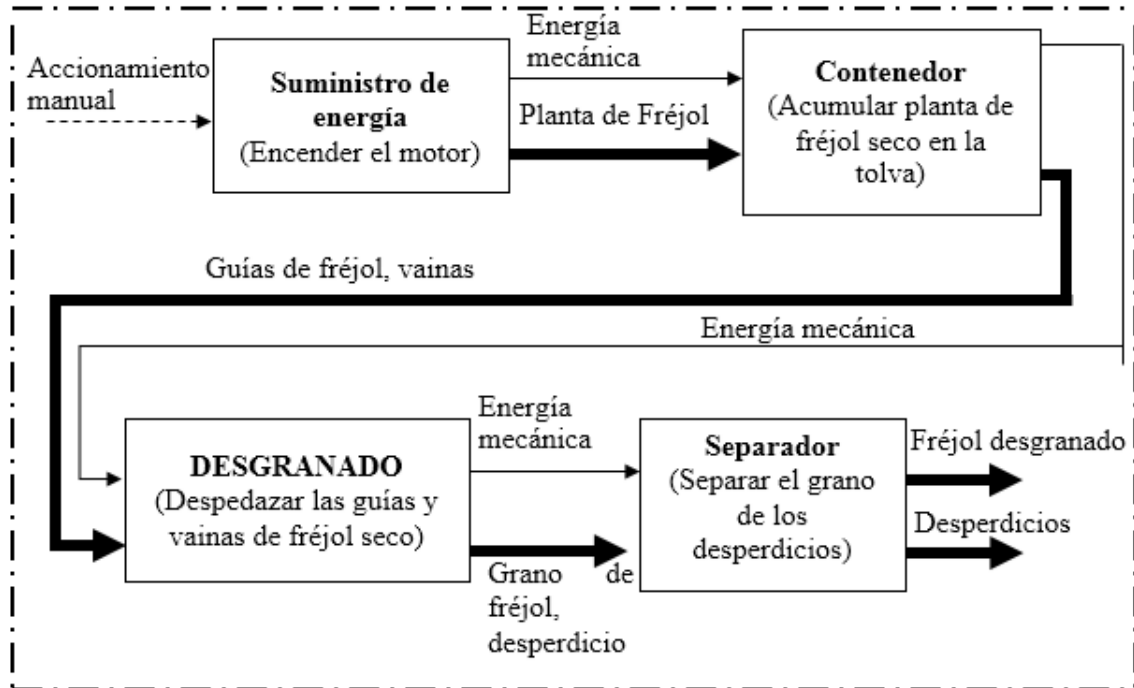 Accionamiento
manual
Suministro de
energía
(Encender el motor)
Energía
mecánica
Planta de Fréjol
Contenedor
(Acumular planta de
fréjol seco en la
tolva)
Guías de fréjol, vainas
Energía mecánica
DESGRANADO
(Despedazar las guías y
vainas de fréjol seco)
Energía
mecánica
Grano de
fréjol,
desperdicio
Separador
(Separar el grano
de los
desperdicios)
Fréjol desgranado
Desperdicios